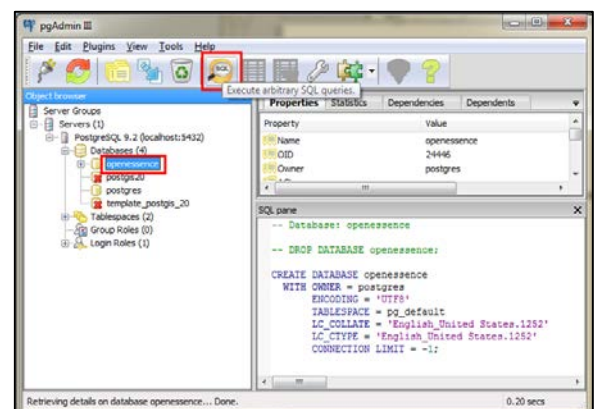 pgAdmin III
File Edit Plugins View Tools Help
SQL
Execute arbitrary SQL queries.
Object browser
Server Groups
Servers (1)
PostgreSQL 9.2 (localhost:5432)
Databases (4)
openessence
postgis20
postgres
template_postgis_20
Tablespaces (2)
Group Roles (0)
Login Roles (1)
Properties Statistics Dependencies Dependents
Property Value
Name openessence
OID 24446
Owner postgres
SQL pane
-- Database: openessence
-- DROP DATABASE openessence;
CREATE DATABASE openessence
WITH OWNER = postgres
ENCODING = 'UTF8'
TABLESPACE = pg_default
LC_COLLATE = 'English_United States.1252'
LC_CTYPE = 'English_United States.1252'
CONNECTION LIMIT = -1;
Retrieving details on database openessence... Done. 0.20 secs